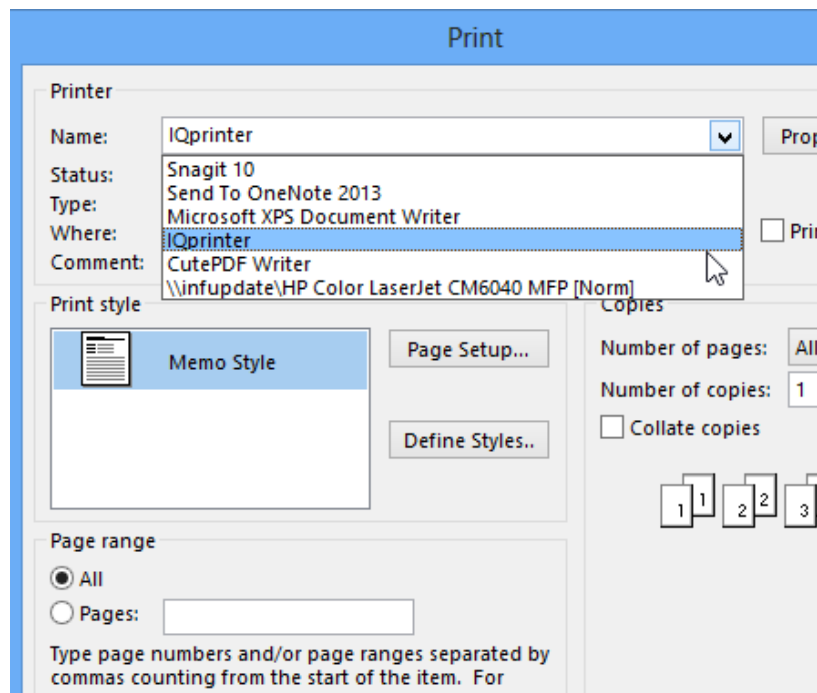 Print
Printer
Name: IQprinter
Status:
Type:
Where:
Comment:
Snagit 10
Send To OneNote 2013
Microsoft XPS Document Writer
IQprinter
CutePDF Writer
\\infupdate\HP Color LaserJet CM6040 MFP [Norm]
Prop
Pri
Print style
Memo Style
Page Setup...
Define Styles..
Copies
Number of pages: All
Number of copies: 1
Collate copies
1 1 2 2 3
Page range
All
Pages:
Type page numbers and/or page ranges separated by
commas counting from the start of the item. For